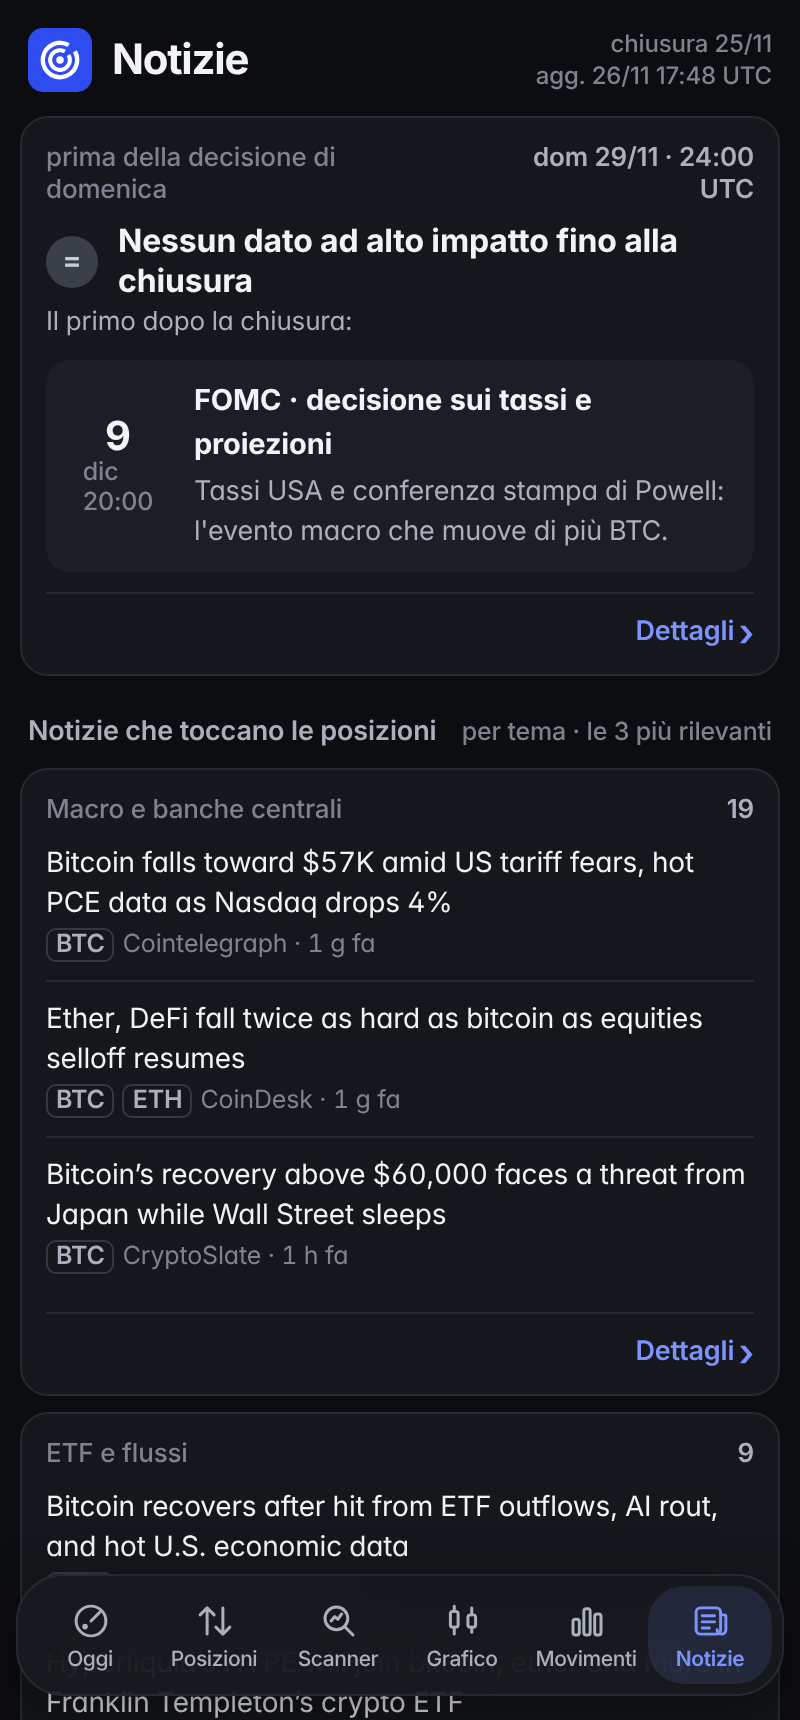 Notizie
chiusura 25/11
agg. 26/11 17:48 UTC
prima della decisione di
domenica
dom 29/11 · 24:00
UTC
=
Nessun dato ad alto impatto fino alla
chiusura
Il primo dopo la chiusura:
9
dic
20:00
FOMC · decisione sui tassi e
proiezioni
Tassi USA e conferenza stampa di Powell:
l'evento macro che muove di più BTC.
Dettagli ›
Notizie che toccano le posizioni
per tema · le 3 più rilevanti
Macro e banche centrali
19
Bitcoin falls toward $57K amid US tariff fears, hot
PCE data as Nasdaq drops 4%
BTC Cointelegraph · 1 g fa
Ether, DeFi fall twice as hard as bitcoin as equities
selloff resumes
BTC ETH CoinDesk · 1 g fa
Bitcoin’s recovery above $60,000 faces a threat from
Japan while Wall Street sleeps
BTC CryptoSlate · 1 h fa
Dettagli ›
ETF e flussi
9
Bitcoin recovers after hit from ETF outflows, AI rout,
and hot U.S. economic data
Franklin Templeton’s crypto ETF
Oggi
Posizioni
Scanner
Grafico
Movimenti
Notizie